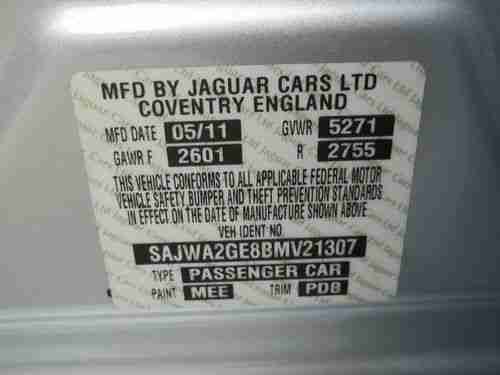 MFD BY JAGUAR CARS LTD
COVENTRY ENGLAND
MFD DATE 05/11 GVWR 5271
GAWR F 2601 R 2755
THIS VEHICLE CONFORMS TO ALL APPLICABLE FEDERAL MOTOR
VEHICLE SAFETY BUMPER AND THEFT PREVENTION STANDARDS
IN EFFECT ON THE DATE OF MANUFACTURE SHOWN ABOVE
VEH IDENT NO
SAJWA2GE8BMV21307
TYPE PASSENGER CAR
PAINT MEE TRIM PDB